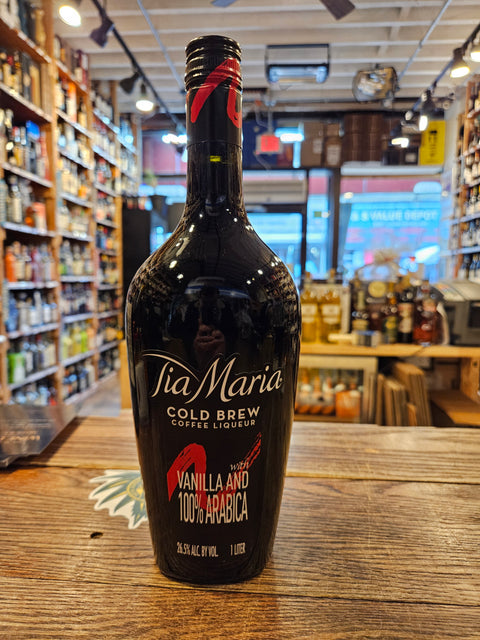 & VALUE DEPOT
Tia Maria
COLD BREW
COFFEE LIQUEUR
with
VANILLA AND
100% ARABICA
26.5% ALC. BY VOL. 1 LITER